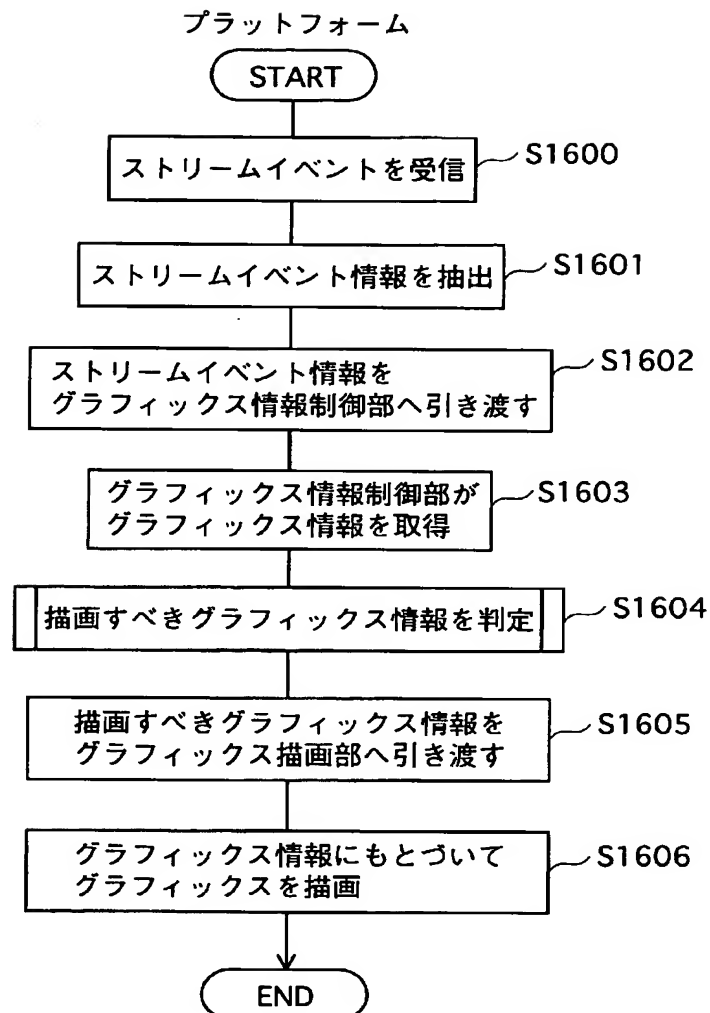 プラットフォーム
START
ストリームイベントを受信
S1600
ストリームイベント情報を抽出
S1601
ストリームイベント情報を
グラフィックス情報制御部へ引き渡す
S1602
グラフィックス情報制御部が
グラフィックス情報を取得
S1603
描画すべきグラフィックス情報を判定
S1604
描画すべきグラフィックス情報を
グラフィックス描画部へ引き渡す
S1605
グラフィックス情報にもとづいて
グラフィックスを描画
S1606
END